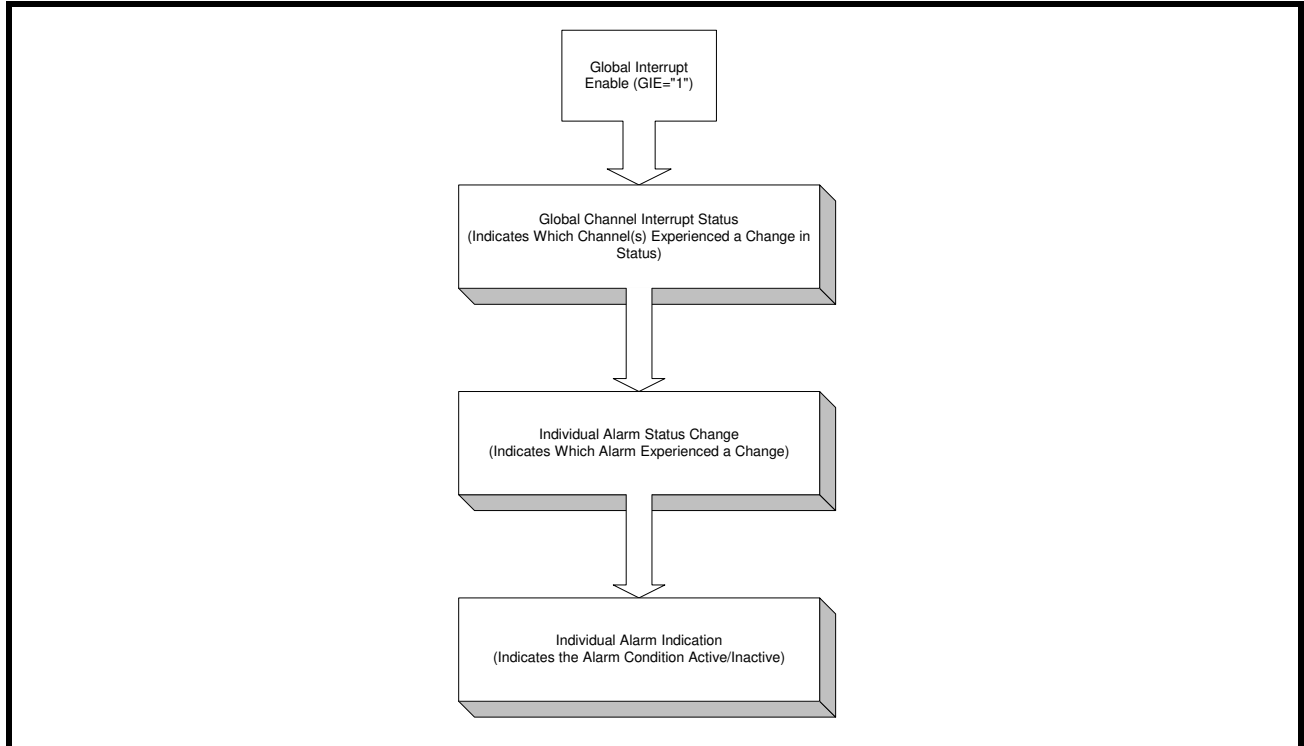 Global Interrupt
Enable (GIE="1")
Global Channel Interrupt Status
(Indicates Which Channel(s) Experienced a Change in
Status)
Individual Alarm Status Change
(Indicates Which Alarm Experienced a Change)
Individual Alarm Indication
(Indicates the Alarm Condition Active/Inactive)